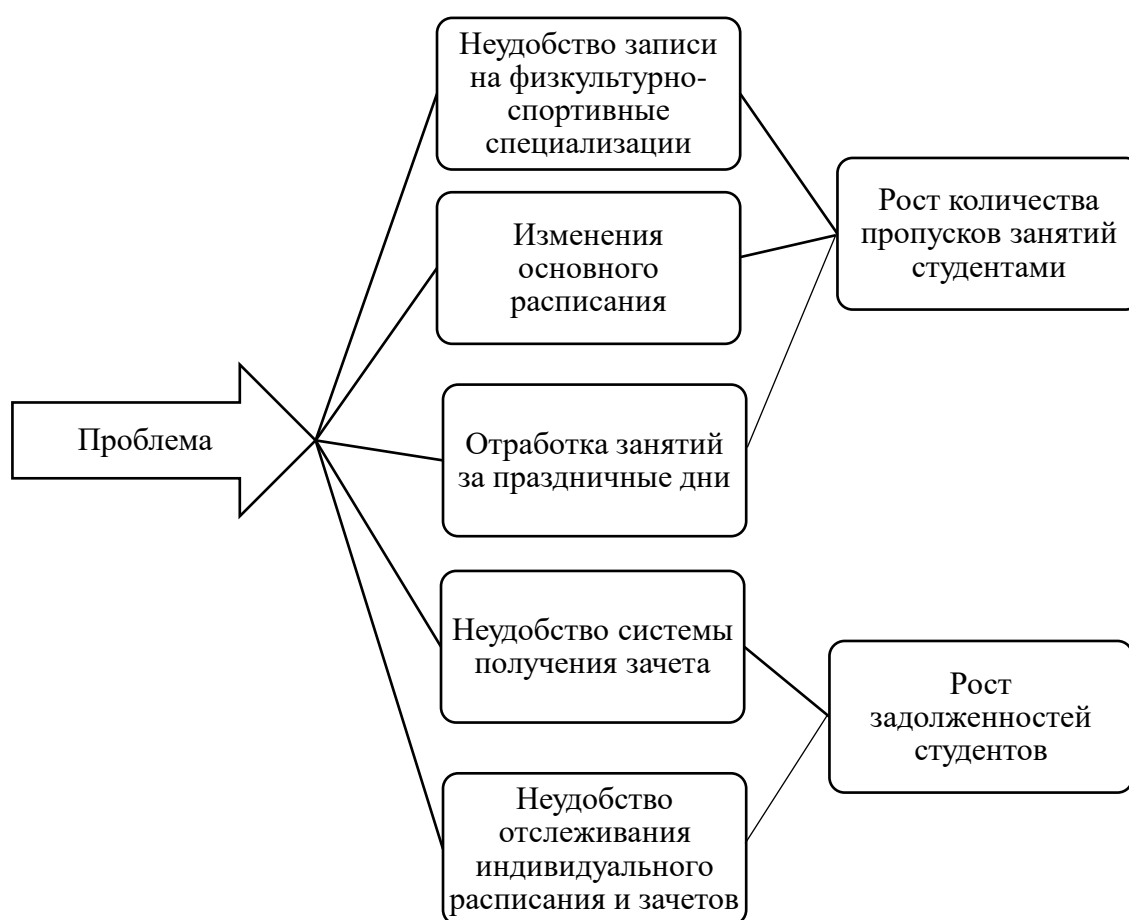 Проблема
Неудобство записи
на физкультурно-
спортивные
специализации
Изменения
основного
расписания
Отработка занятий
за праздничные дни
Неудобство системы
получения зачета
Неудобство
отслеживания
индивидуального
расписания и зачетов
Рост количества
пропусков занятий
студентами
Рост
задолженностей
студентов